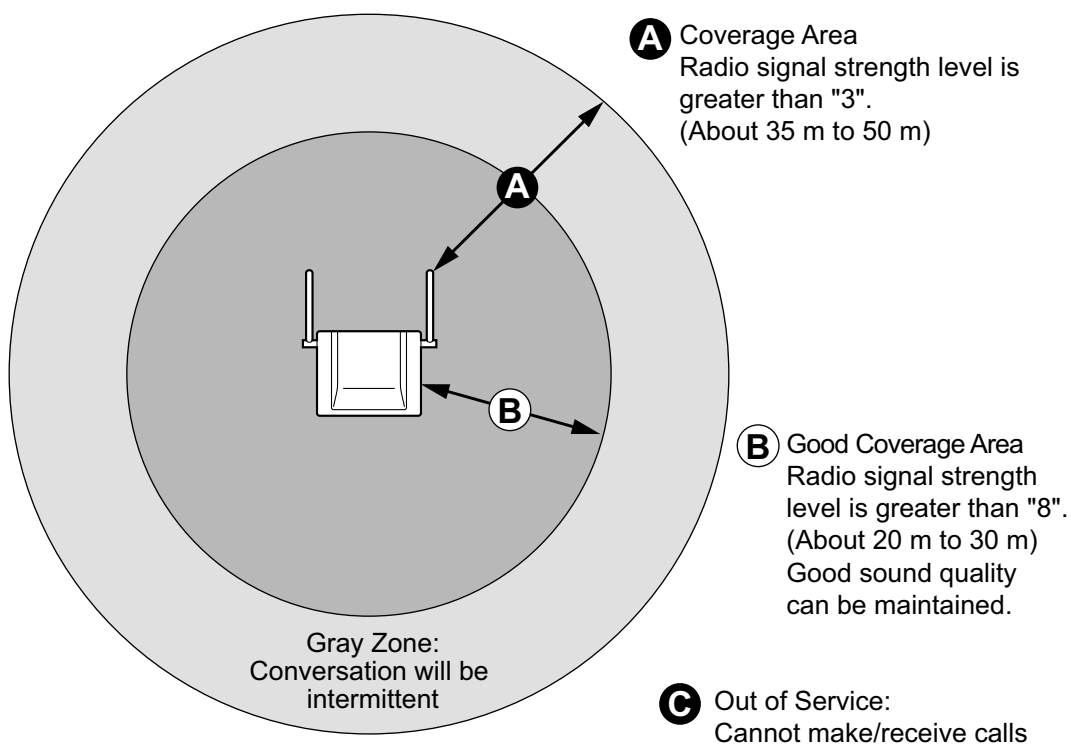 A Coverage Area
Radio signal strength level is
greater than "3".
(About 35 m to 50 m)
A
B
B Good Coverage Area
Radio signal strength
level is greater than "8".
(About 20 m to 30 m)
Good sound quality
can be maintained.
Gray Zone:
Conversation will be
intermittent
C Out of Service:
Cannot make/receive calls